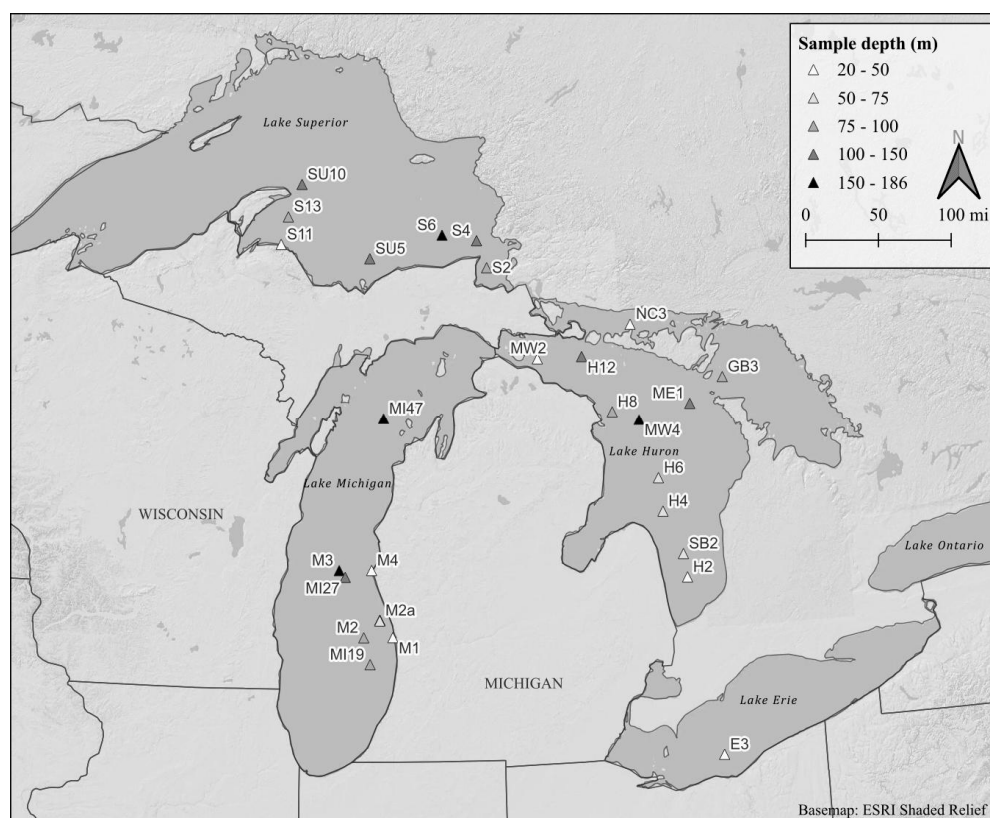 Sample depth (m)
20 - 50
50 - 75
75 - 100
100 - 150
150 - 186
N
0 50 100 mi
Lake Superior
SU10
S13
S11
S6
S4
SU5
S2
NC3
MW2
H12
GB3
ME1
H8
MI47
MW4
Lake Huron
H6
Lake Michigan
H4
WISCONSIN
SB2
Lake Ontario
M3
M4
H2
MI27
M2a
M2
M1
MI19
MICHIGAN
Lake Erie
E3
Basemap: ESRI Shaded Relief